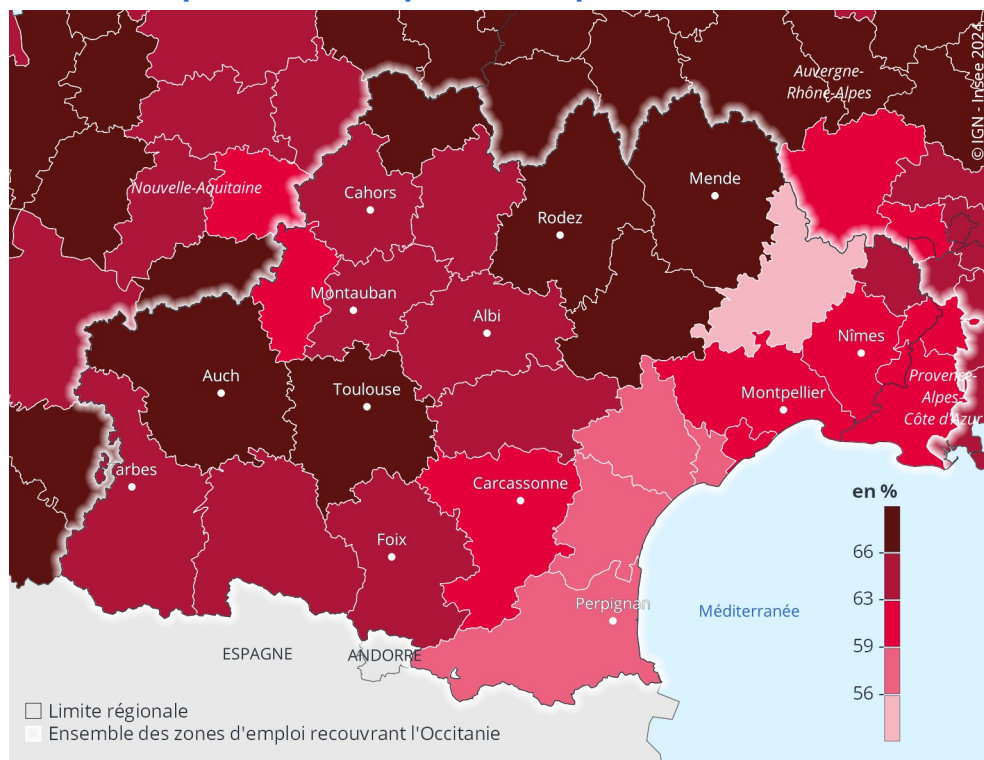 © IGN - Insee 2024
Auvergne-
Rhône-Alpes
Nouvelle-Aquitaine
Cahors
Mende
Rodez
Montauban
Albi
Nîmes
Auch
Toulouse
Montpellier
Provence-
Alpes-
Côte d'Azur
Tarbes
Carcassonne
Foix
Perpignan
Méditerranée
ESPAGNE
ANDORRE
en %
66
63
59
56
Limite régionale
Ensemble des zones d'emploi recouvrant l'Occitanie